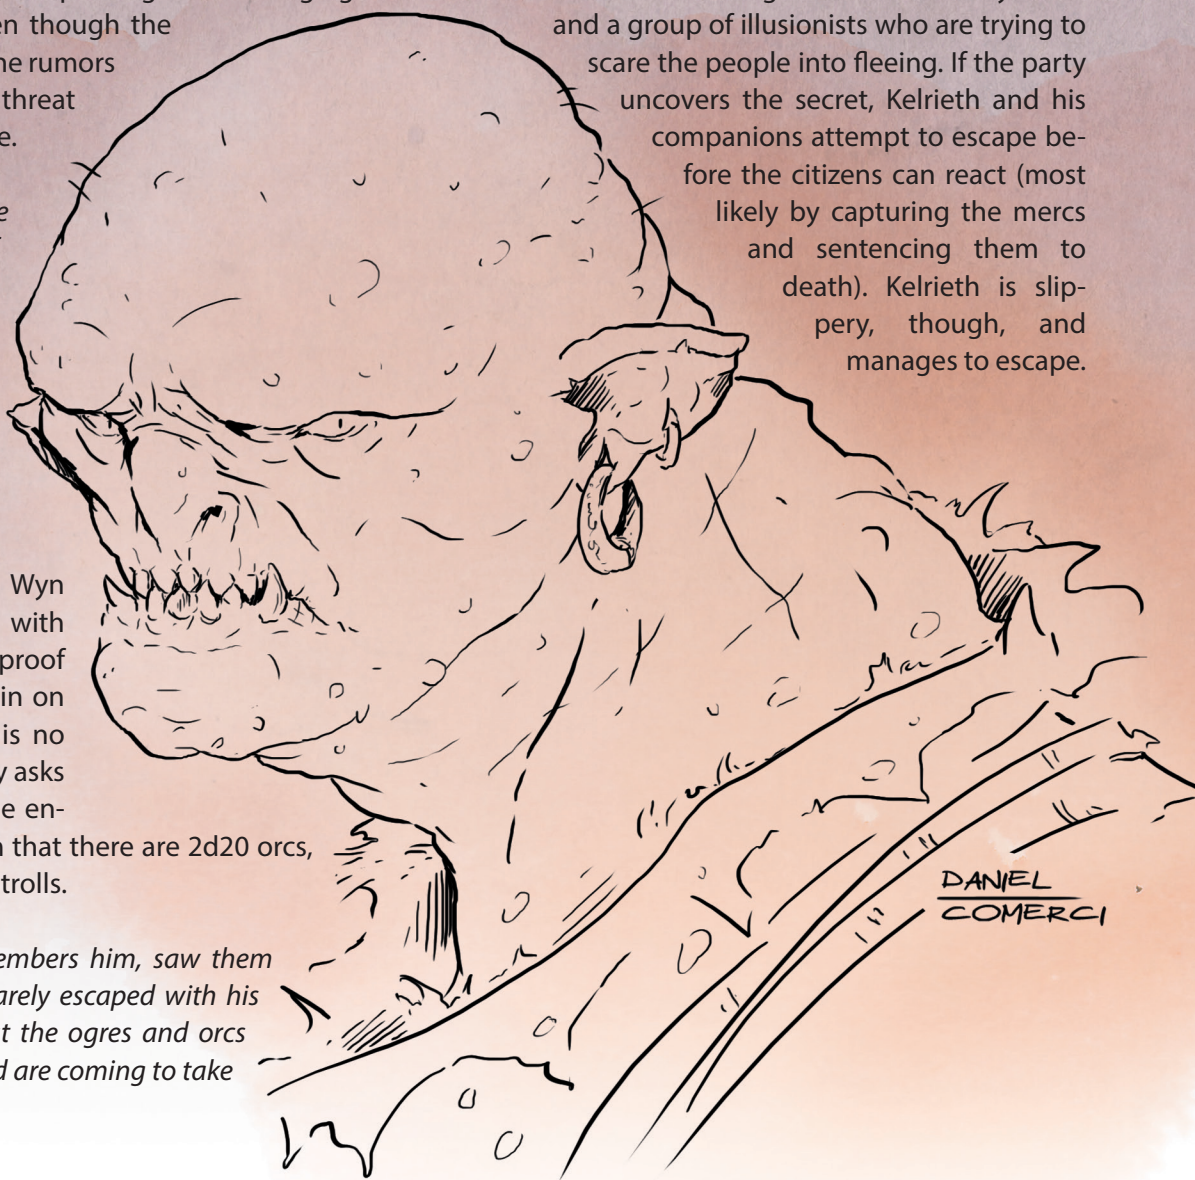 en though the
he rumors
threat
e.
e
Wyn
with
proof
in on
is no
y asks
e en-
n that there are 2d20 orcs,
trolls.
embers him, saw them
arely escaped with his
t the ogres and orcs
d are coming to take
and a group of illusionists who are trying to
scare the people into fleeing. If the party
uncovers the secret, Kelrieth and his
companions attempt to escape be-
fore the citizens can react (most
likely by capturing the mercs
and sentencing them to
death). Kelrieth is slip-
pery, though, and
manages to escape.
DANIEL
COMERCI